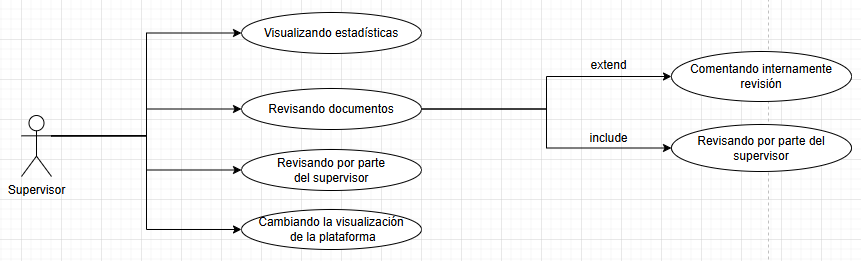 Visualizando estadísticas
extend
Comentando internamente
revisión
Revisando documentos
include
Revisando por parte del
supervisor
Supervisor
Revisando por parte
del supervisor
Cambiando la visualización
de la plataforma